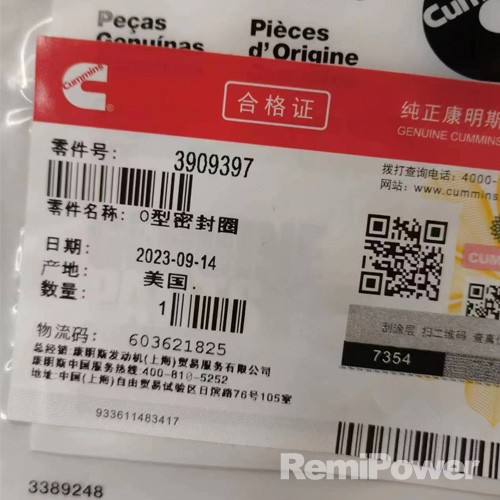 Peças
Genuínas
Pièces
d'Origine
Cummins
Cummins
合格证
纯正康明斯
GENUINE CUMMINS
零件号: 3909397
拨打查询电话: 4000-
网站: www.cummins
零件名称: O型密封圈
日期: 2023-09-14
产地: 美国.
数量: 1
CUM
刮涂层 扫二维码 查真
7354
物流码: 603621825
总经销 康明斯发动机(上海)贸易服务有限公司
康明斯中国服务热线:400-810-5252
地址:中国(上海)自由贸易试验区日滨路76号105室
933611483417
RemiPower
3389248